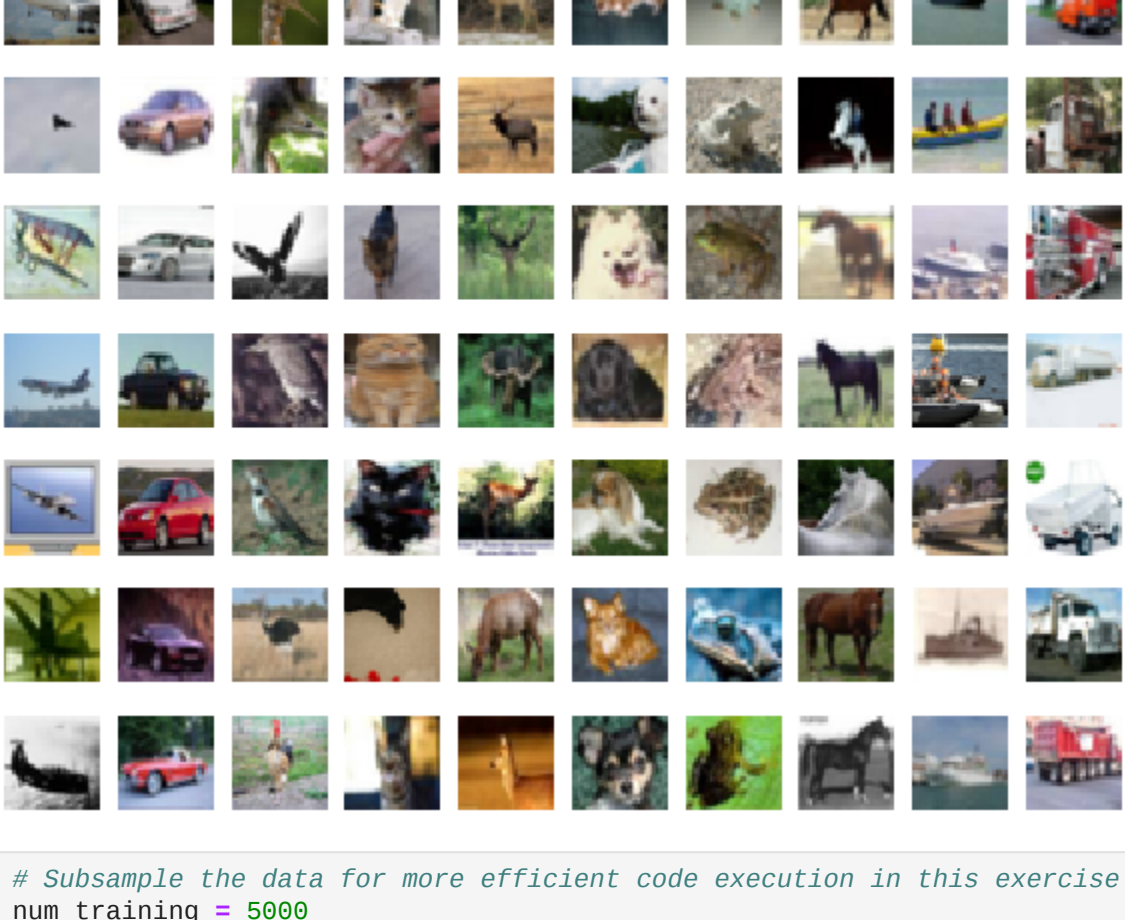 # Subsample the data for more efficient code execution in this exercise
num_training = 5000